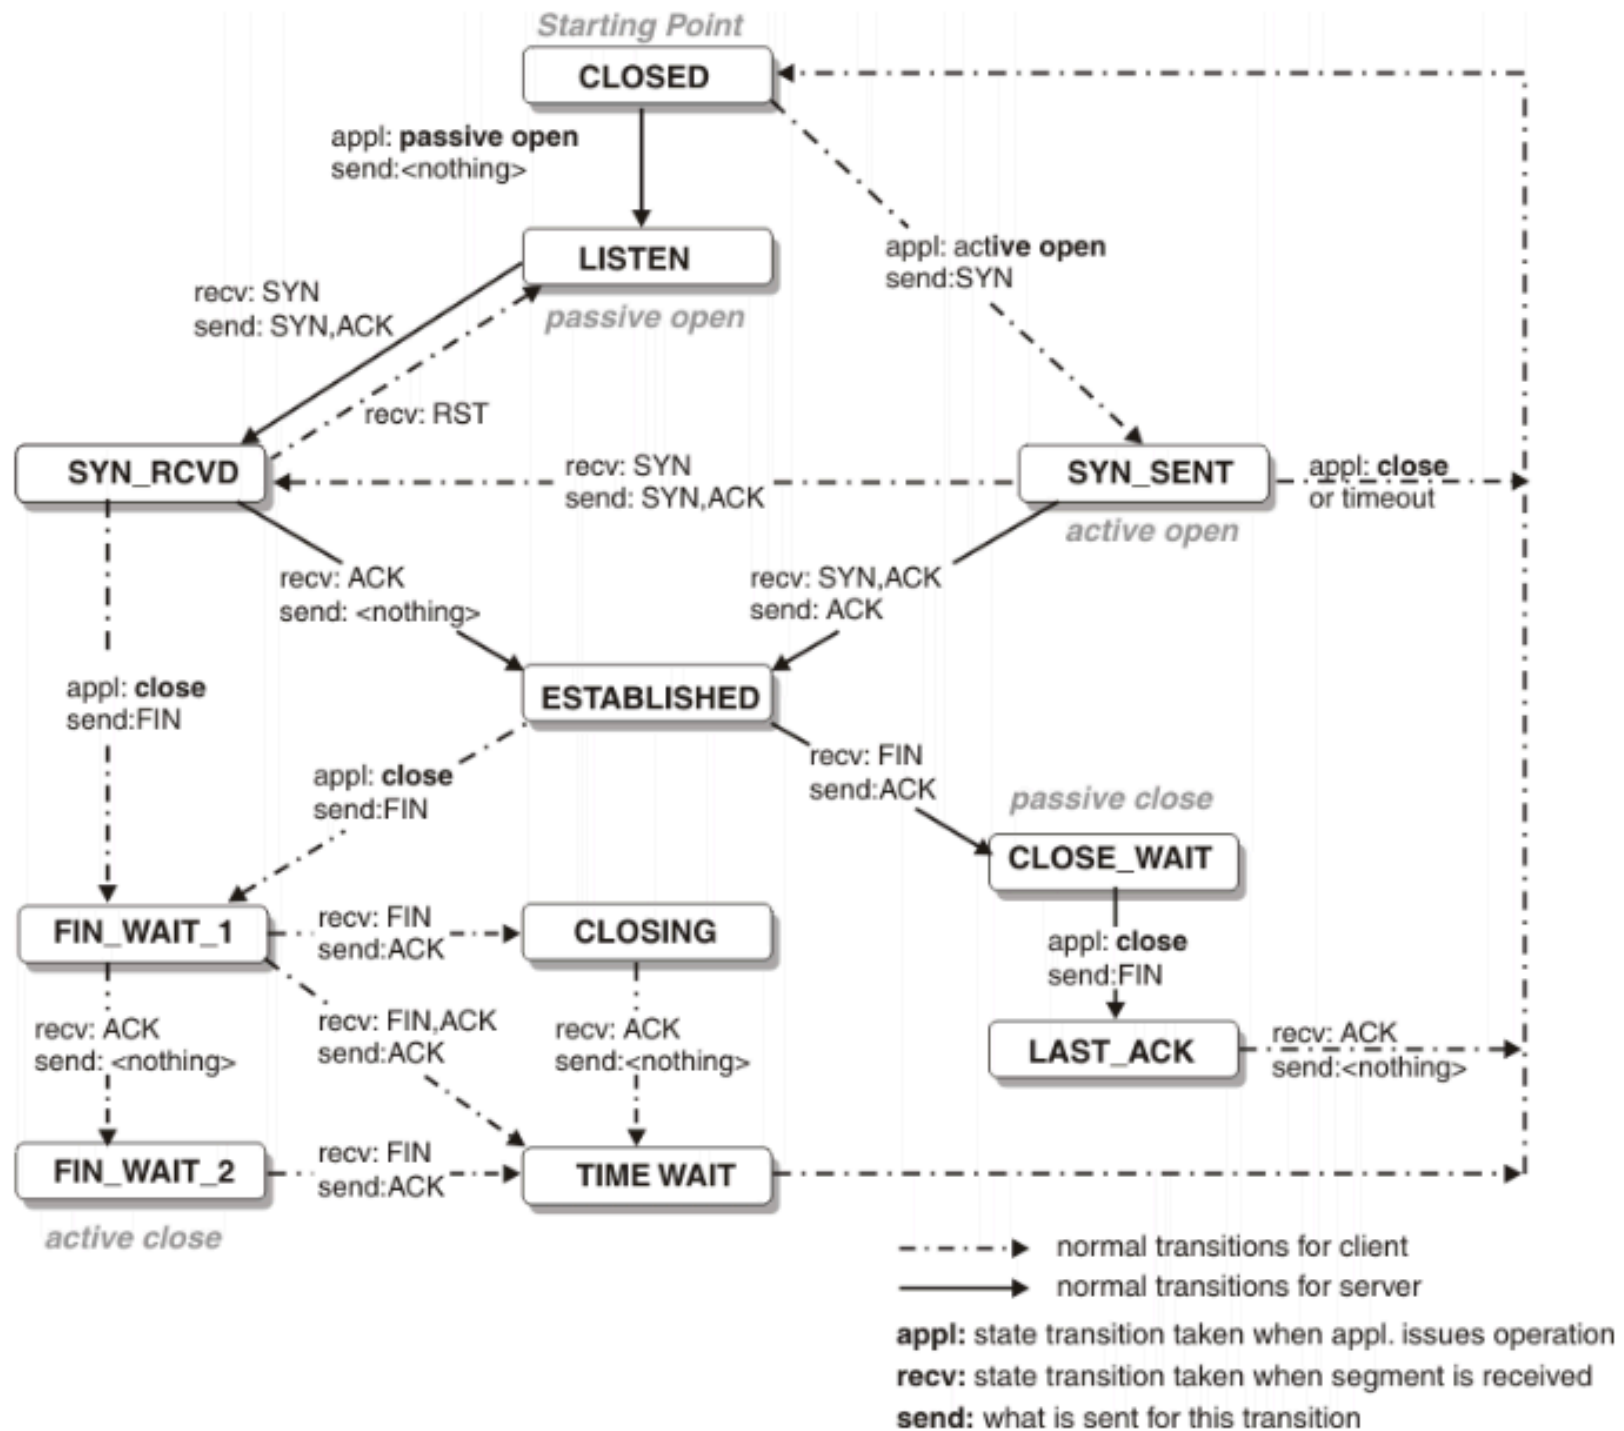 Starting Point
CLOSED
appl: passive open
send:<nothing>
LISTEN
passive open
appl: active open
send:SYN
recv: SYN
send: SYN,ACK
recv: RST
SYN_RCVD
recv: SYN
send: SYN,ACK
SYN_SENT
active open
appl: close
or timeout
recv: ACK
send: <nothing>
recv: SYN,ACK
send: ACK
appl: close
send:FIN
ESTABLISHED
appl: close
send:FIN
recv: FIN
send:ACK
passive close
CLOSE_WAIT
FIN_WAIT_1
recv: FIN
send:ACK
CLOSING
appl: close
send:FIN
recv: ACK
send: <nothing>
recv: FIN,ACK
send:ACK
recv: ACK
send:<nothing>
LAST_ACK
recv: ACK
send:<nothing>
FIN_WAIT_2
active close
recv: FIN
send:ACK
TIME WAIT
normal transitions for client
normal transitions for server
appl: state transition taken when appl. issues operation
recv: state transition taken when segment is received
send: what is sent for this transition